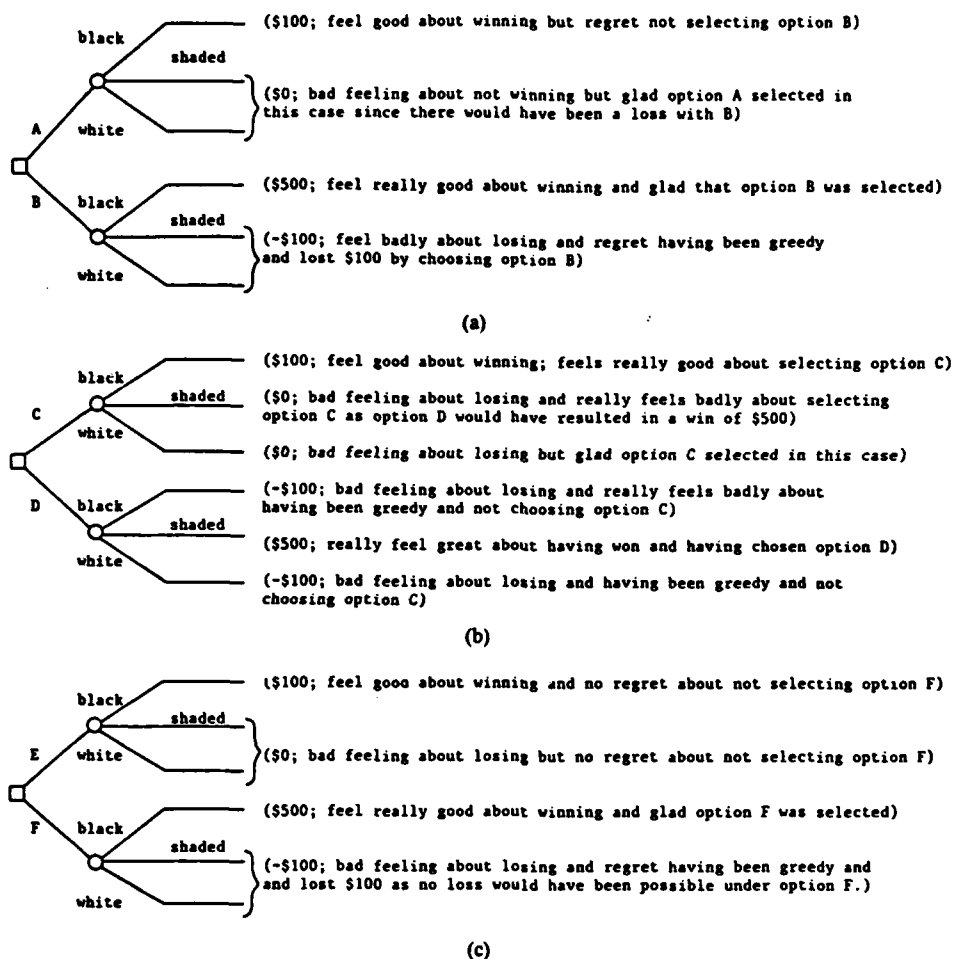 ($100; feel good about winning but regret not selecting option B)
black
shaded
($0; bad feeling about not winning but glad option A selected in
this case since there would have been a loss with B)
A
white
B
black
($500; feel really good about winning and glad that option B was selected)
shaded
(-$100; feel badly about losing and regret having been greedy
and lost $100 by choosing option B)
white
(a)
($100; feel good about winning; feels really good about selecting option C)
black
shaded
($0; bad feeling about losing and really feels badly about selecting
option C as option D would have resulted in a win of $500)
C
white
($0; bad feeling about losing but glad option C selected in this case)
D
black
(-$100; bad feeling about losing and really feels badly about
having been greedy and not choosing option C)
shaded
($500; really feel great about having won and having chosen option D)
white
(-$100; bad feeling about losing and having been greedy and not
choosing option C)
(b)
($100; feel good about winning and no regret about not selecting option F)
black
shaded
E
white
($0; bad feeling about losing but no regret about not selecting option F)
F
black
($500; feel really good about winning and glad option F was selected)
shaded
(-$100; bad feeling about losing and regret having been greedy and
and lost $100 as no loss would have been possible under option F.)
white
(c)